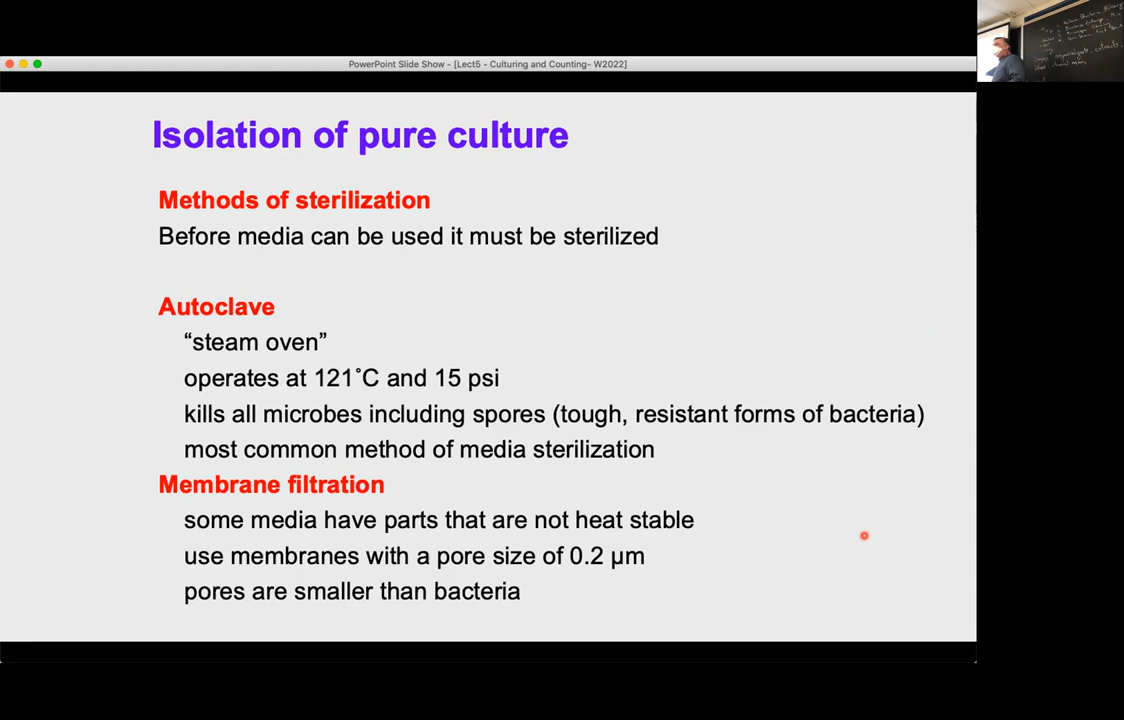 PowerPoint Slide Show - [Lect5 - Culturing and Counting- W2022]
Isolation of pure culture
Methods of sterilization
Before media can be used it must be sterilized
Autoclave
“steam oven”
operates at 121˚C and 15 psi
kills all microbes including spores (tough, resistant forms of bacteria)
most common method of media sterilization
Membrane filtration
some media have parts that are not heat stable
use membranes with a pore size of 0.2 µm
pores are smaller than bacteria